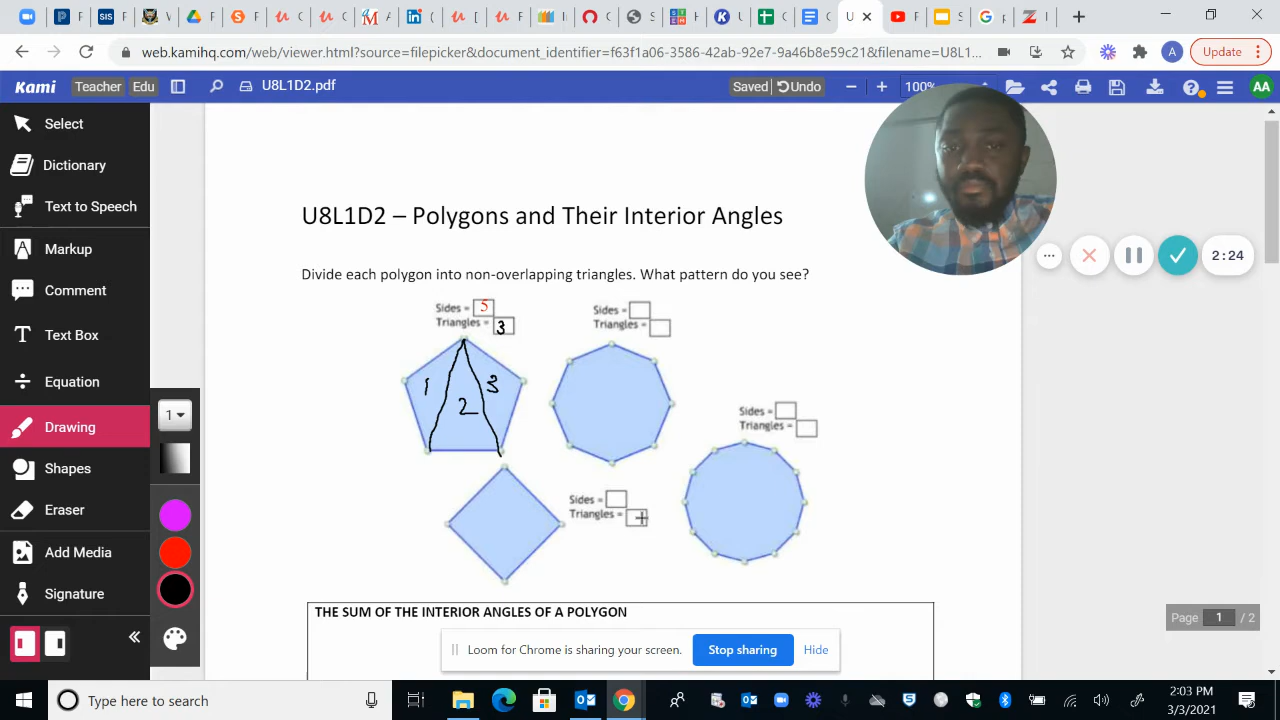 web.kamihq.com/web/viewer.html?source=filepicker&document_identifier=f63f1a06-3586-42ab-92e7-9a46b8e59c21&filename=U8L1...
A
Update
Kami
Teacher
Edu
U8L1D2.pdf
Saved
Undo
100%
AA
Select
Dictionary
Text to Speech
Markup
Comment
Text Box
Equation
Drawing
Shapes
Eraser
Add Media
Signature
1
U8L1D2 – Polygons and Their Interior Angles
2:24
Divide each polygon into non-overlapping triangles. What pattern do you see?
Sides = 5
Triangles = 3
Sides =
Triangles =
1 2 3
Sides =
Triangles =
Sides =
Triangles =
THE SUM OF THE INTERIOR ANGLES OF A POLYGON
Page 1 / 2
Loom for Chrome is sharing your screen.
Stop sharing
Hide
Type here to search
2:03 PM
3/3/2021